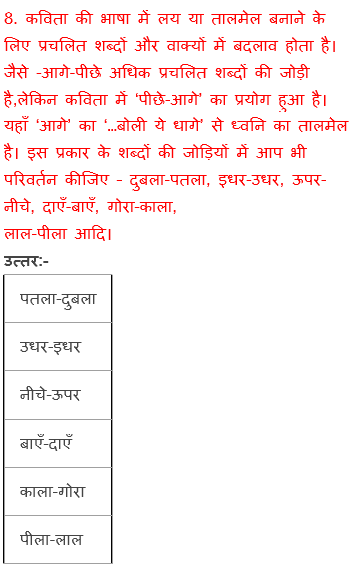 8. कविता की भाषा में लय या तालमेल बनाने के
लिए प्रचलित शब्दों और वाक्यों में बदलाव होता है।
जैसे -आगे-पीछे अधिक प्रचलित शब्दों की जोड़ी
है,लेकिन कविता में ‘पीछे-आगे’ का प्रयोग हुआ है।
यहाँ ‘आगे’ का ‘…बोली ये धागे’ से ध्वनि का तालमेल
है। इस प्रकार के शब्दों की जोड़ियों में आप भी
परिवर्तन कीजिए - दुबला-पतला, इधर-उधर, ऊपर-
नीचे, दाएँ-बाएँ, गोरा-काला,
लाल-पीला आदि।
उत्तर:-
पतला-दुबला
उधर-इधर
नीचे-ऊपर
बाएँ-दाएँ
काला-गोरा
पीला-लाल